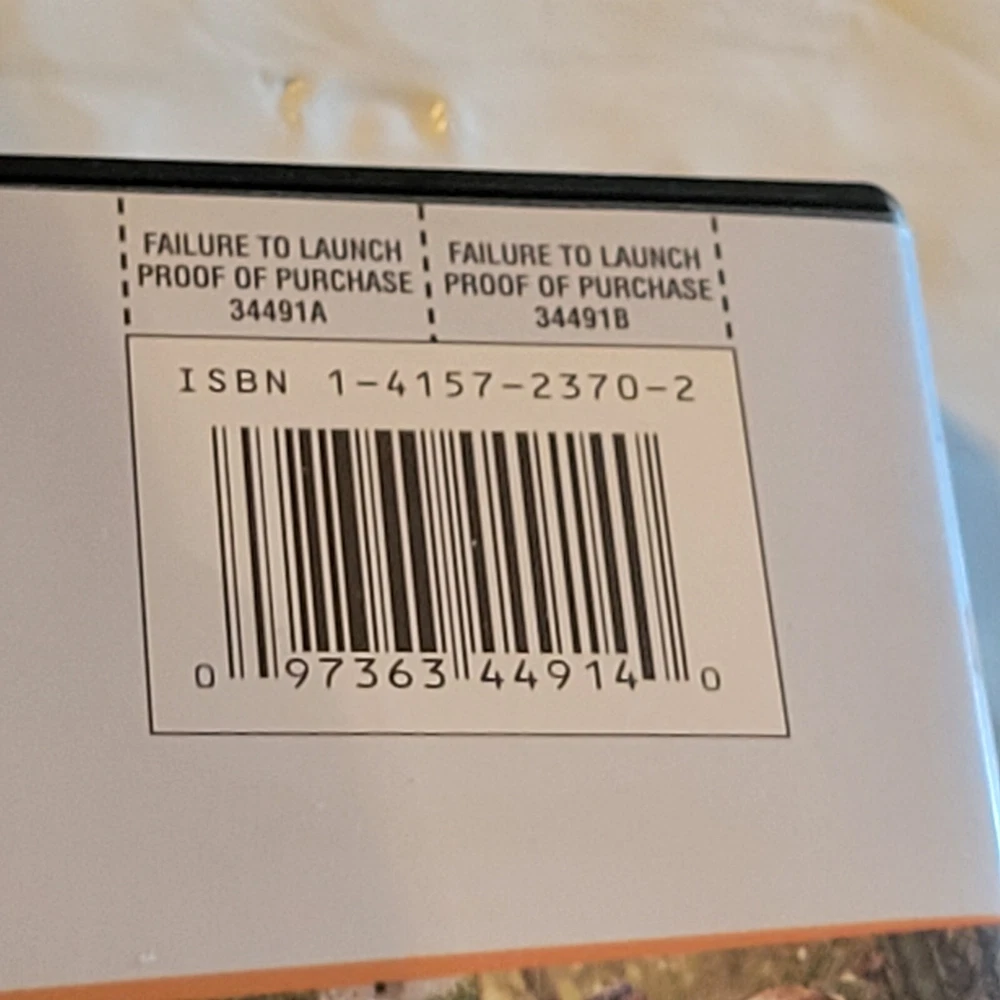 FAILURE TO LAUNCH
PROOF OF PURCHASE
34491A
FAILURE TO LAUNCH
PROOF OF PURCHASE
34491B
ISBN 1-4157-2370-2
0 97363 44914 0